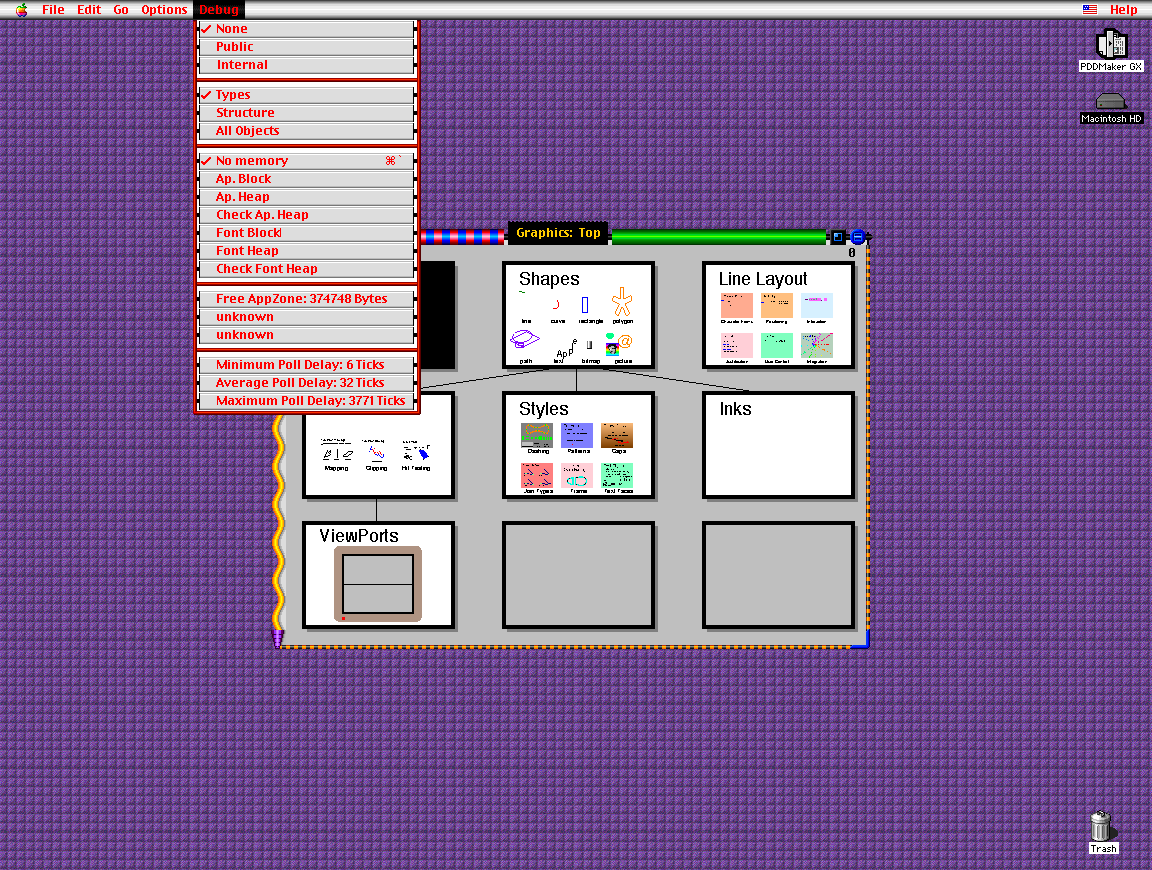 File Edit Go Options Debug Help
None
Public
Internal
Types
Structure
All Objects
No memory ⌘`
Ap. Block
Ap. Heap
Check Ap. Heap
Font Block
Font Heap
Check Font Heap
Free AppZone: 374748 Bytes
unknown
unknown
Minimum Poll Delay: 6 Ticks
Average Poll Delay: 32 Ticks
Maximum Poll Delay: 3771 Ticks
PDDMaker GX
Macintosh HD
Graphics: Top
0
Shapes
line curve rectangle polygon
path text bitmap picture
Line Layout
Styles
Dashing Patterns Caps
Join Types Frame Text Faces
Inks
Mapping Clipping Hit Testing
ViewPorts
Trash